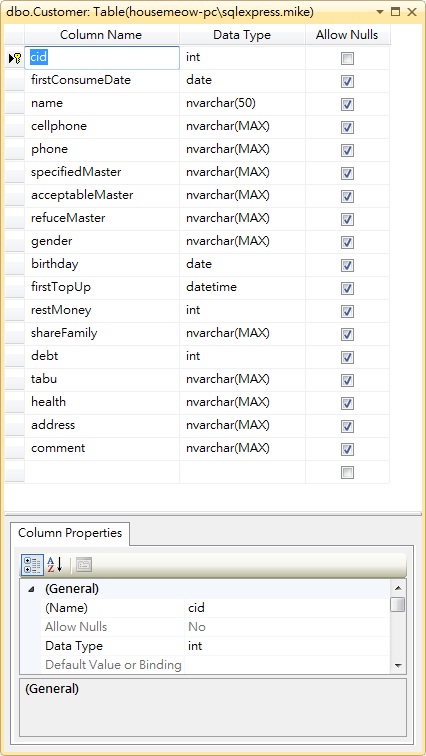 dbo.Customer: Table(housemeow-pc\sqlexpress.mike)
Column Name Data Type Allow Nulls
cid int
firstConsumeDate date
name nvarchar(50)
cellphone nvarchar(MAX)
phone nvarchar(MAX)
specifiedMaster nvarchar(MAX)
acceptableMaster nvarchar(MAX)
refuceMaster nvarchar(MAX)
gender nvarchar(MAX)
birthday date
firstTopUp datetime
restMoney int
shareFamily nvarchar(MAX)
debt int
tabu nvarchar(MAX)
health nvarchar(MAX)
address nvarchar(MAX)
comment nvarchar(MAX)
Column Properties
A
Z
(General)
(Name) cid
Allow Nulls No
Data Type int
Default Value or Binding
(General)